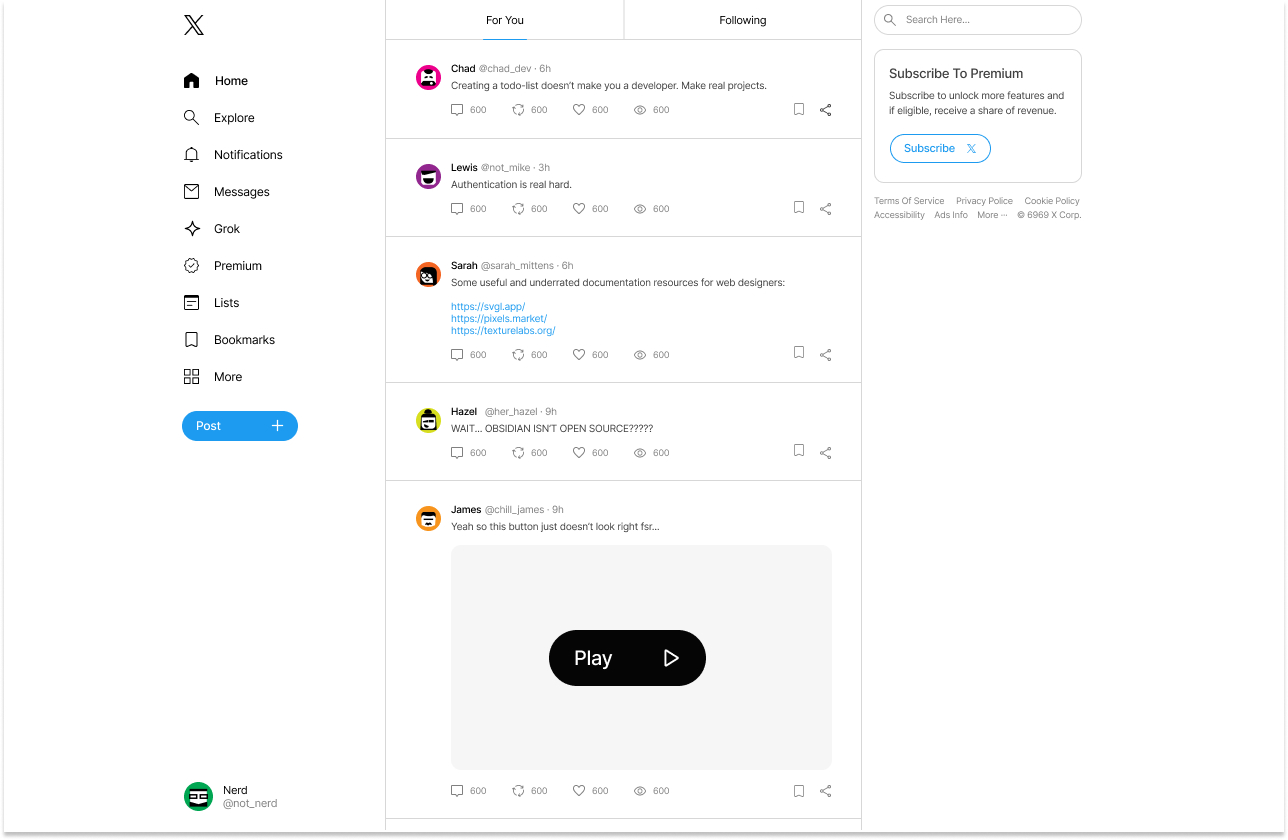 Home
Explore
Notifications
Messages
Grok
Premium
Lists
Bookmarks
More
Post
Nerd
@not_nerd
For You
Following
Chad @chad_dev · 6h
Creating a todo-list doesn’t make you a developer. Make real projects.
600 600 600 600
Lewis @not_mike · 3h
Authentication is real hard.
600 600 600 600
Sarah @sarah_mittens · 6h
Some useful and underrated documentation resources for web designers:
https://svgl.app/
https://pixels.market/
https://texturelabs.org/
600 600 600 600
Hazel @her_hazel · 9h
WAIT... OBSIDIAN ISN’T OPEN SOURCE?????
600 600 600 600
James @chill_james · 9h
Yeah so this button just doesn’t look right fsr...
Play
600 600 600 600
Search Here...
Subscribe To Premium
Subscribe to unlock more features and
if eligible, receive a share of revenue.
Subscribe X
Terms Of Service Privacy Policy Cookie Policy
Accessibility Ads Info More ··· © 6969 X Corp.